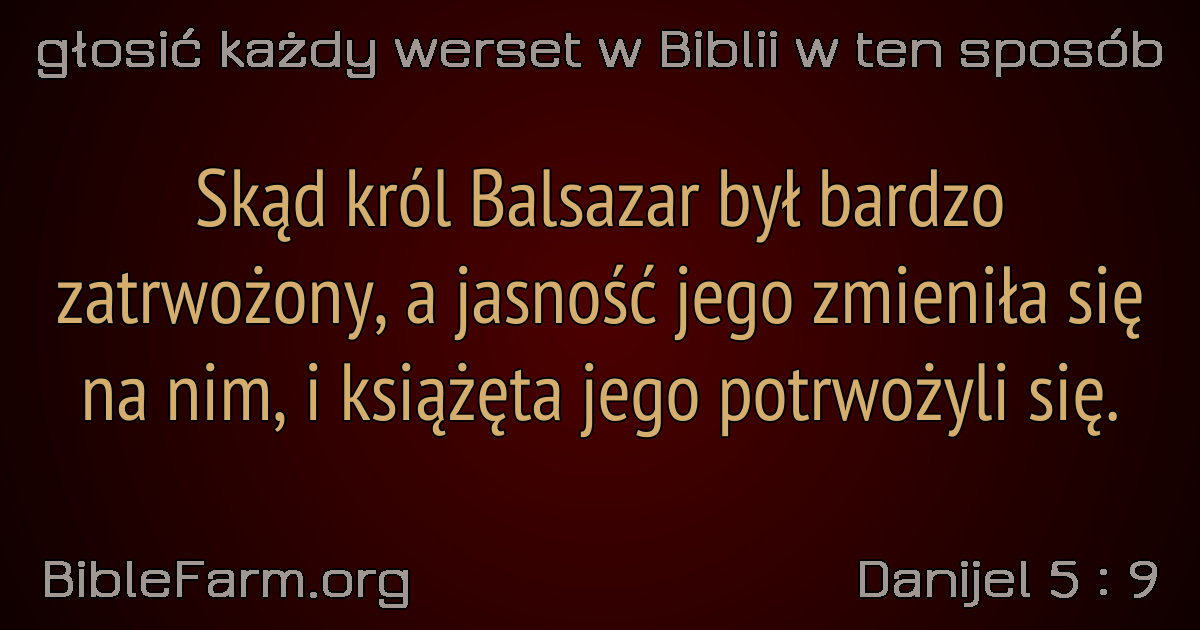 głosić każdy werset w Biblii w ten sposób
Skąd król Balsazar był bardzo
zatrwożony, a jasność jego zmieniła się
na nim, i książęta jego potrwożyli się.
BibleFarm.org
Danijel 5 : 9